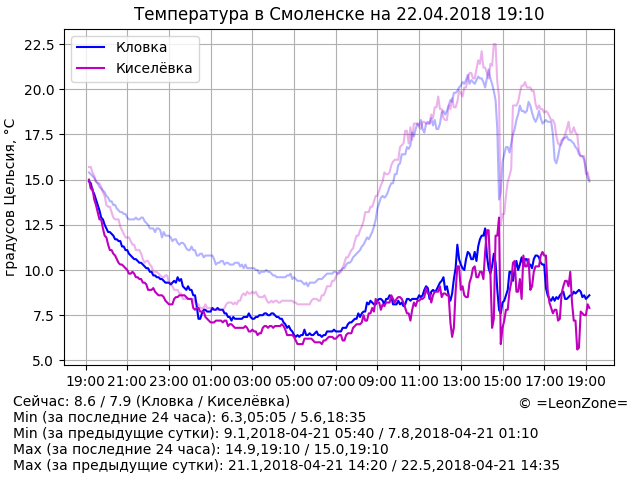 Температура в Смоленске на 22.04.2018 19:10
Кловка
Киселёвка
градусов Цельсия, °C
22.5
20.0
17.5
15.0
12.5
10.0
7.5
5.0
19:00 21:00 23:00 01:00 03:00 05:00 07:00 09:00 11:00 13:00 15:00 17:00 19:00
Сейчас: 8.6 / 7.9 (Кловка / Киселёвка)
© =LeonZone=
Min (за последние 24 часа): 6.3,05:05 / 5.6,18:35
Min (за предыдущие сутки): 9.1,2018-04-21 05:40 / 7.8,2018-04-21 01:10
Max (за последние 24 часа): 14.9,19:10 / 15.0,19:10
Max (за предыдущие сутки): 21.1,2018-04-21 14:20 / 22.5,2018-04-21 14:35